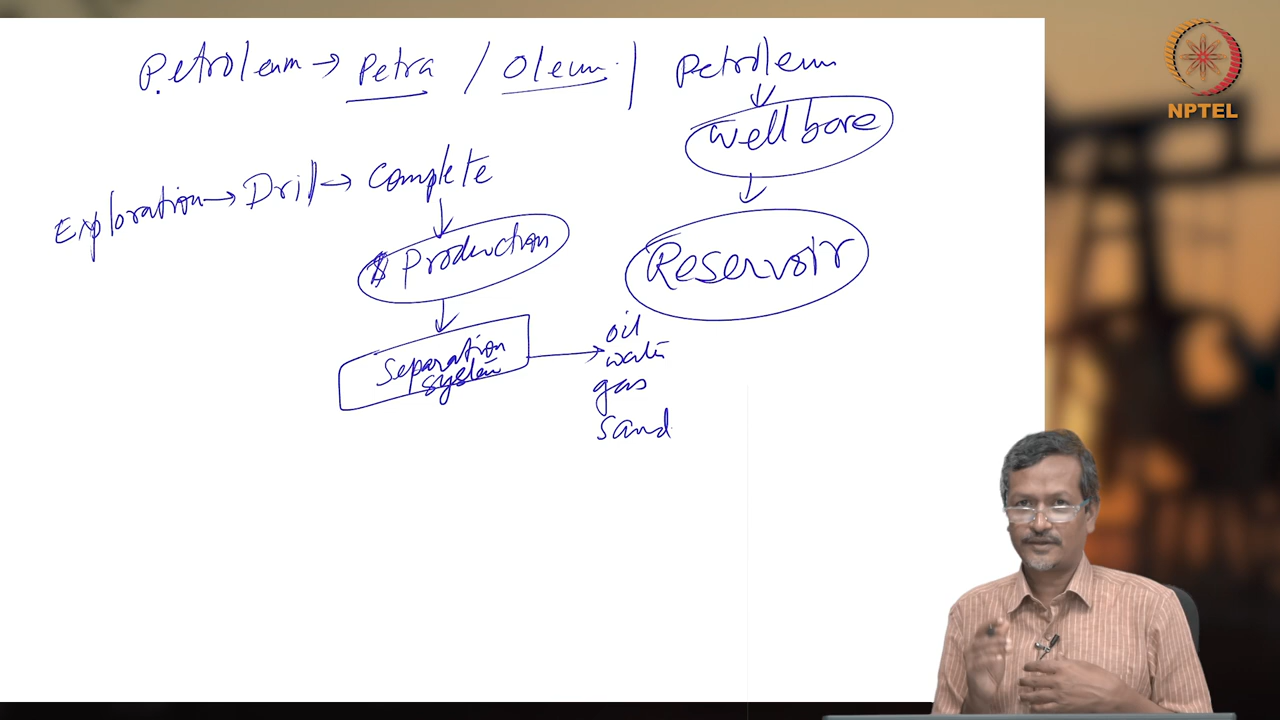 Petroleum → Petra / Oleum. | Petroleum
Well bore
Exploration → Drill → Complete
Reservoir
Production
Separation
system
oil
water
gas
sand
NPTEL